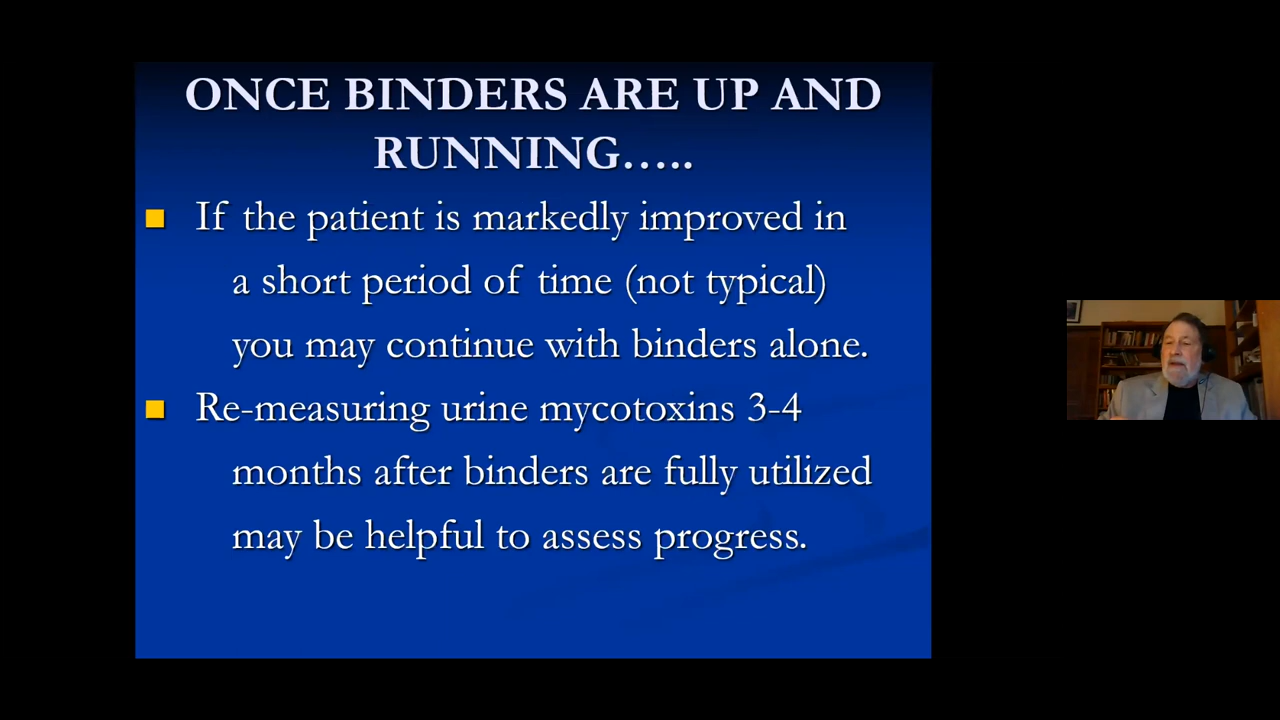 ONCE BINDERS ARE UP AND
RUNNING…..
If the patient is markedly improved in
a short period of time (not typical)
you may continue with binders alone.
Re-measuring urine mycotoxins 3-4
months after binders are fully utilized
may be helpful to assess progress.